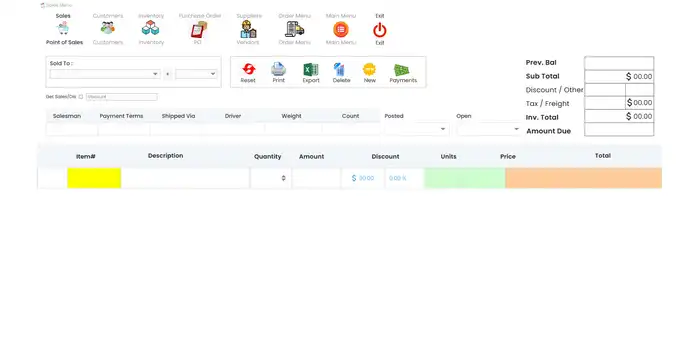 Sales Menu
Sales Customers Inventory Purchase Order Suppliers Order Menu Main Menu Exit
Point of Sales Customers Inventory PO Vendors Order Menu Main Menu Exit
Sold To :
Reset Print Export Delete New Payments
Prev. Bal
Sub Total $ 00.00
Discount / Other
Tax / Freight $ 00.00
Inv. Total $ 00.00
Amount Due
Get Sales/Ds
Salesman Payment Terms Shipped Via Driver Weight Count Posted Open
Item# Description Quantity Amount Discount Units Price Total
$ 00.00 0.00 %